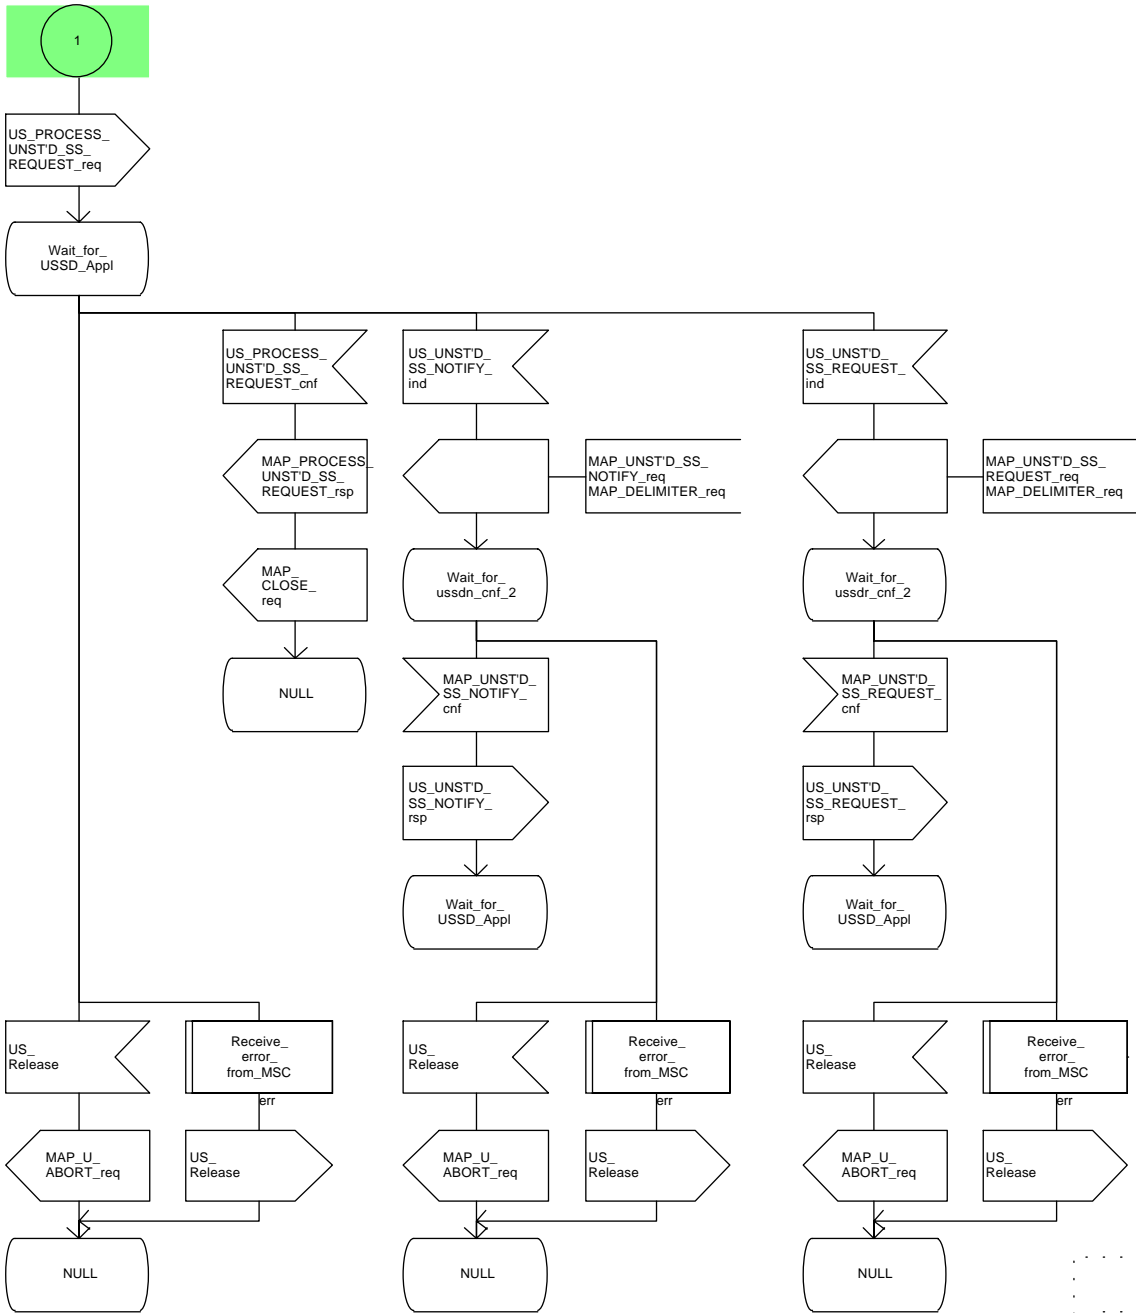 1
US_PROCESS_
UNST'D_SS_
REQUEST_req
Wait_for_
USSD_Appl
US_PROCESS_
UNST'D_SS_
REQUEST_cnf
US_UNST'D_
SS_NOTIFY_
ind
US_UNST'D_
SS_REQUEST_
ind
MAP_PROCESS_
UNST'D_SS_
REQUEST_rsp
MAP_UNST'D_SS_
NOTIFY_req
MAP_DELIMITER_req
MAP_UNST'D_SS_
REQUEST_req
MAP_DELIMITER_req
MAP_
CLOSE_
req
Wait_for_
ussdn_cnf_2
Wait_for_
ussdr_cnf_2
NULL
MAP_UNST'D_
SS_NOTIFY_
cnf
MAP_UNST'D_
SS_REQUEST_
cnf
US_UNST'D_
SS_NOTIFY_
rsp
US_UNST'D_
SS_REQUEST_
rsp
Wait_for_
USSD_Appl
Wait_for_
USSD_Appl
US_
Release
Receive_
error_
from_MSC
err
US_
Release
Receive_
error_
from_MSC
err
US_
Release
Receive_
error_
from_MSC
err
MAP_U_
ABORT_req
US_
Release
MAP_U_
ABORT_req
US_
Release
MAP_U_
ABORT_req
US_
Release
NULL
NULL
NULL